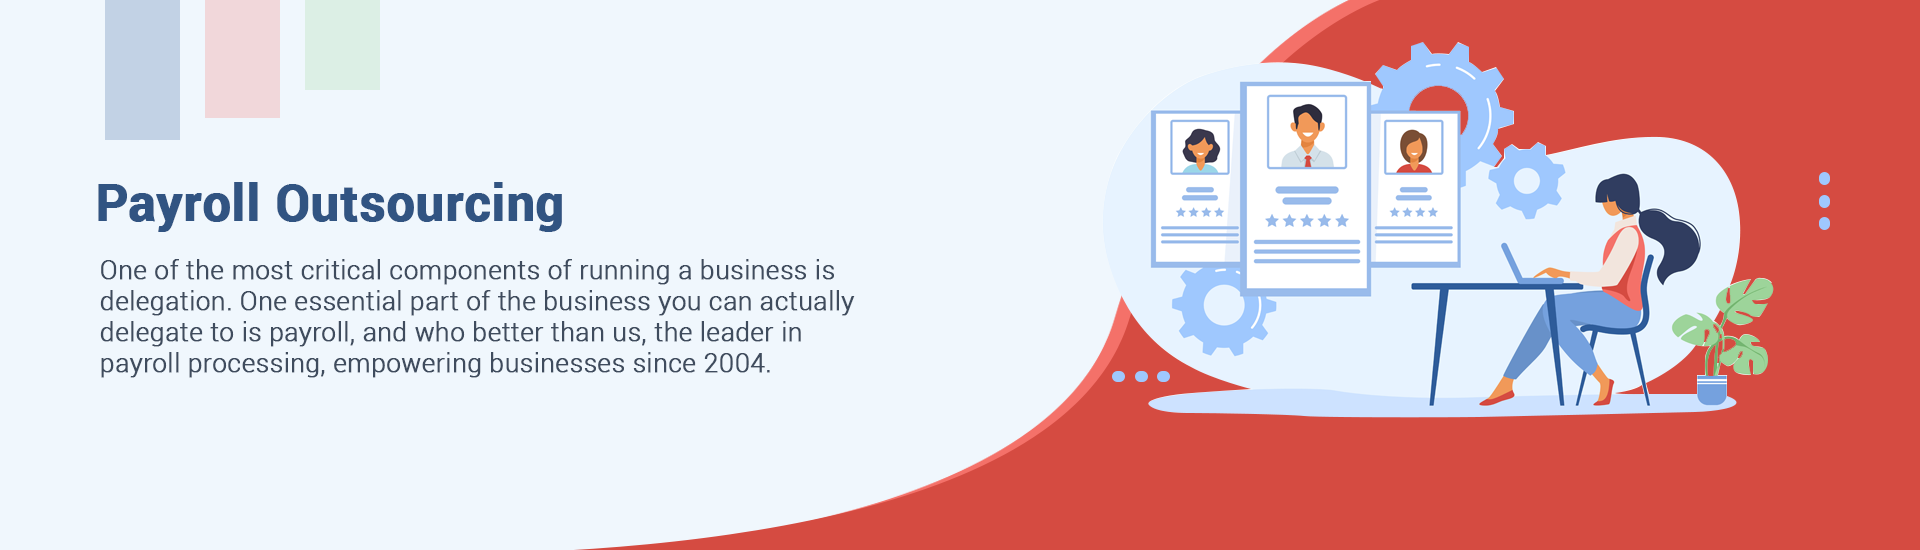 Payroll Outsourcing
One of the most critical components of running a business is
delegation. One essential part of the business you can actually
delegate to is payroll, and who better than us, the leader in
payroll processing, empowering businesses since 2004.